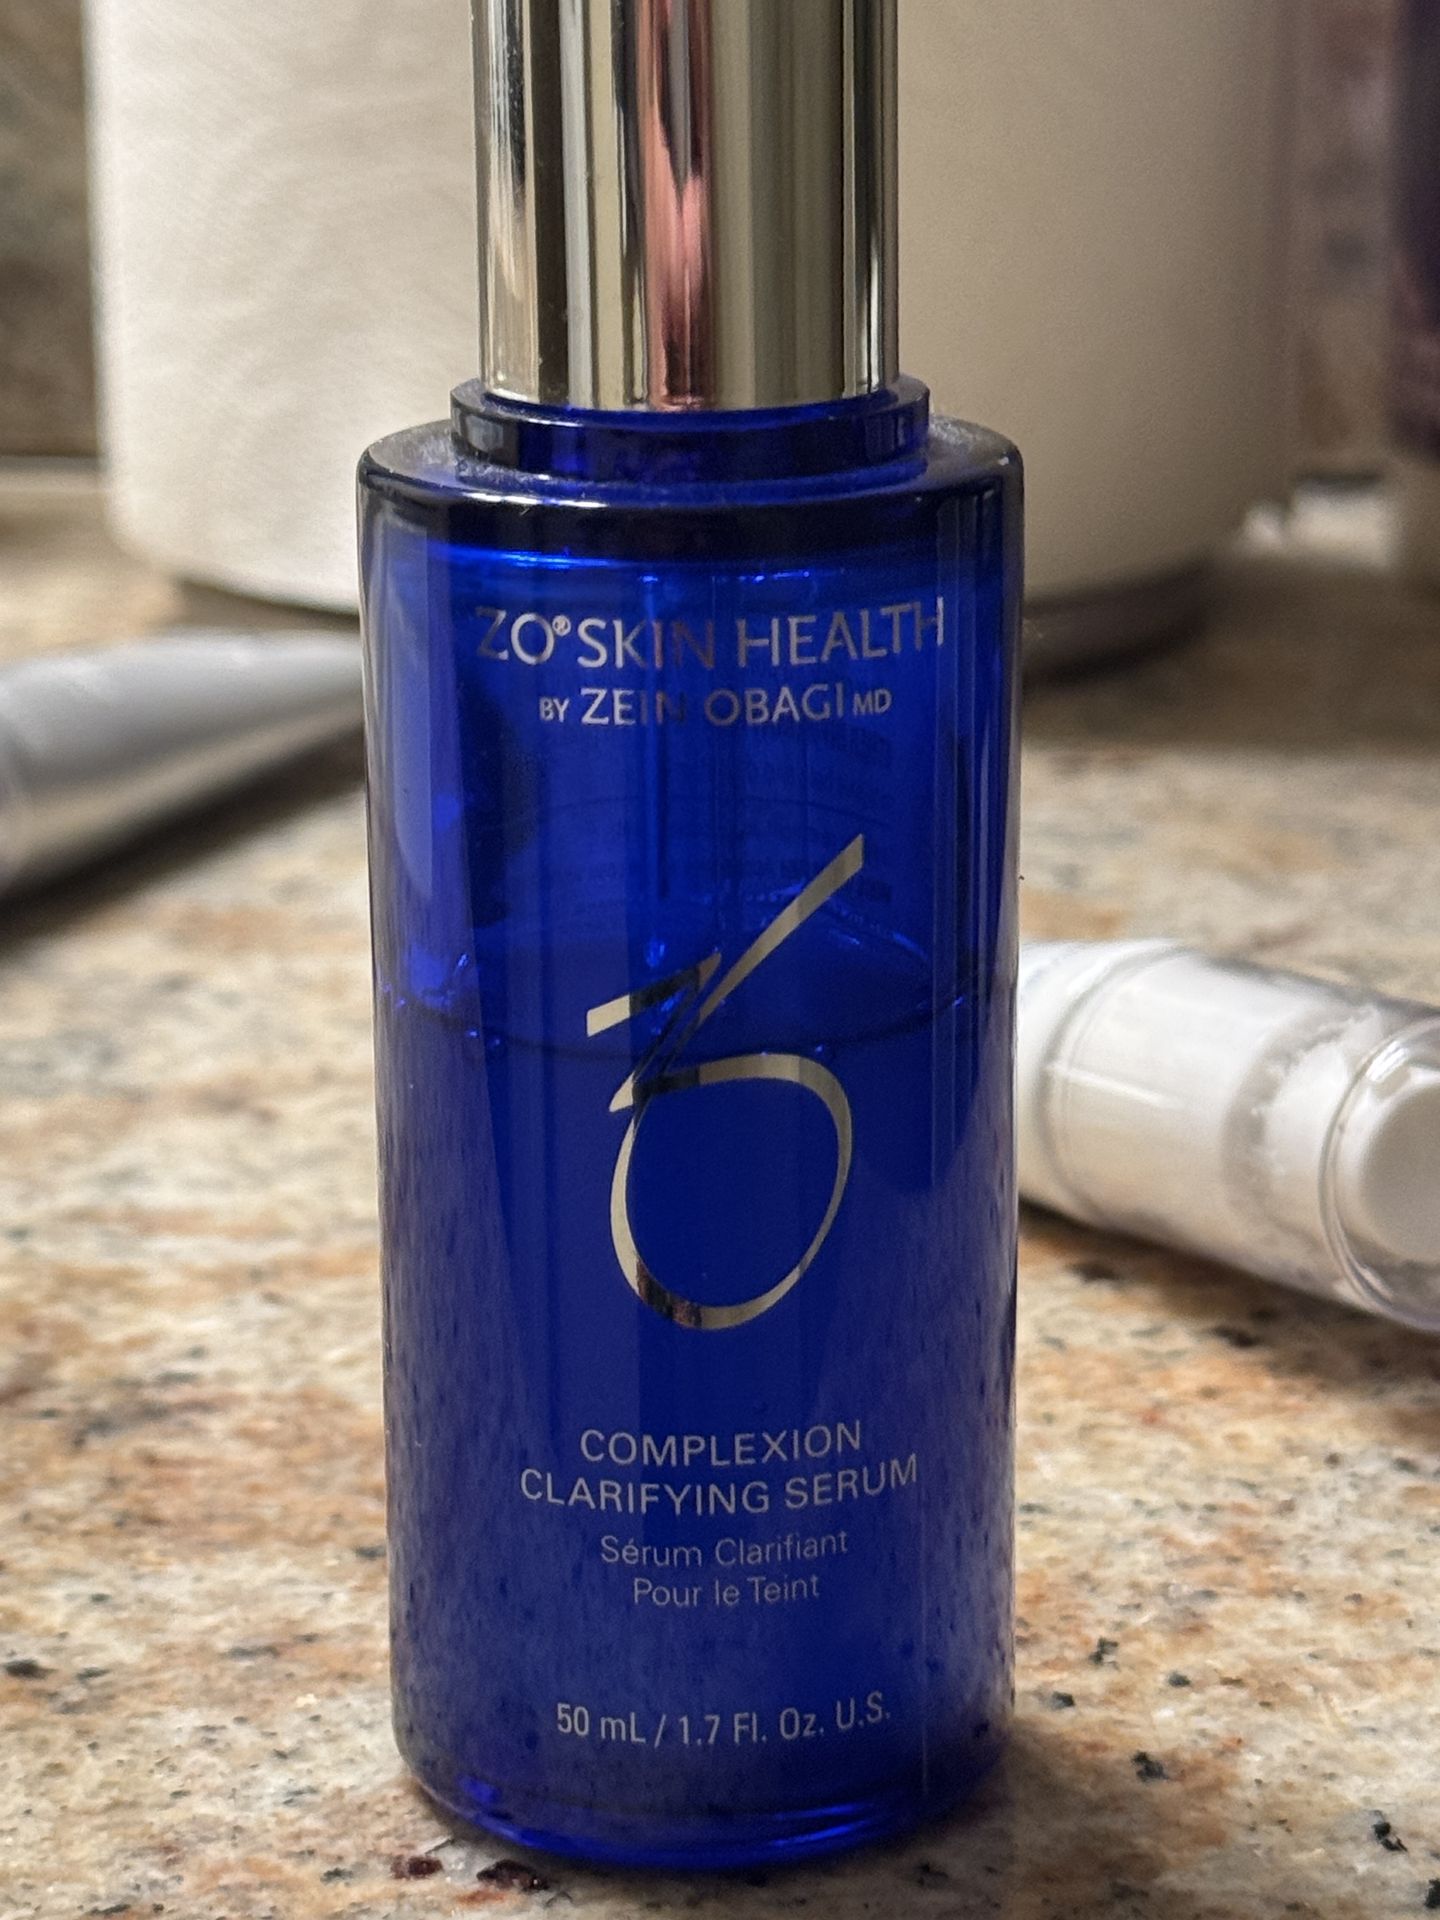 ZO® SKIN HEALTH
BY ZEIN OBAGI MD
COMPLEXION
CLARIFYING SERUM
Sérum Clarifiant
Pour le Teint
50 mL / 1.7 Fl. Oz. U.S.